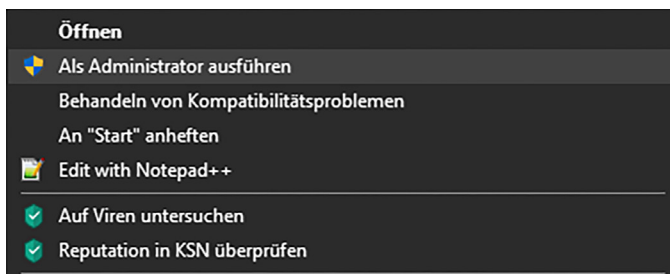 Öffnen
Als Administrator ausführen
Behandeln von Kompatibilitätsproblemen
An "Start" anheften
Edit with Notepad++
Auf Viren untersuchen
Reputation in KSN überprüfen